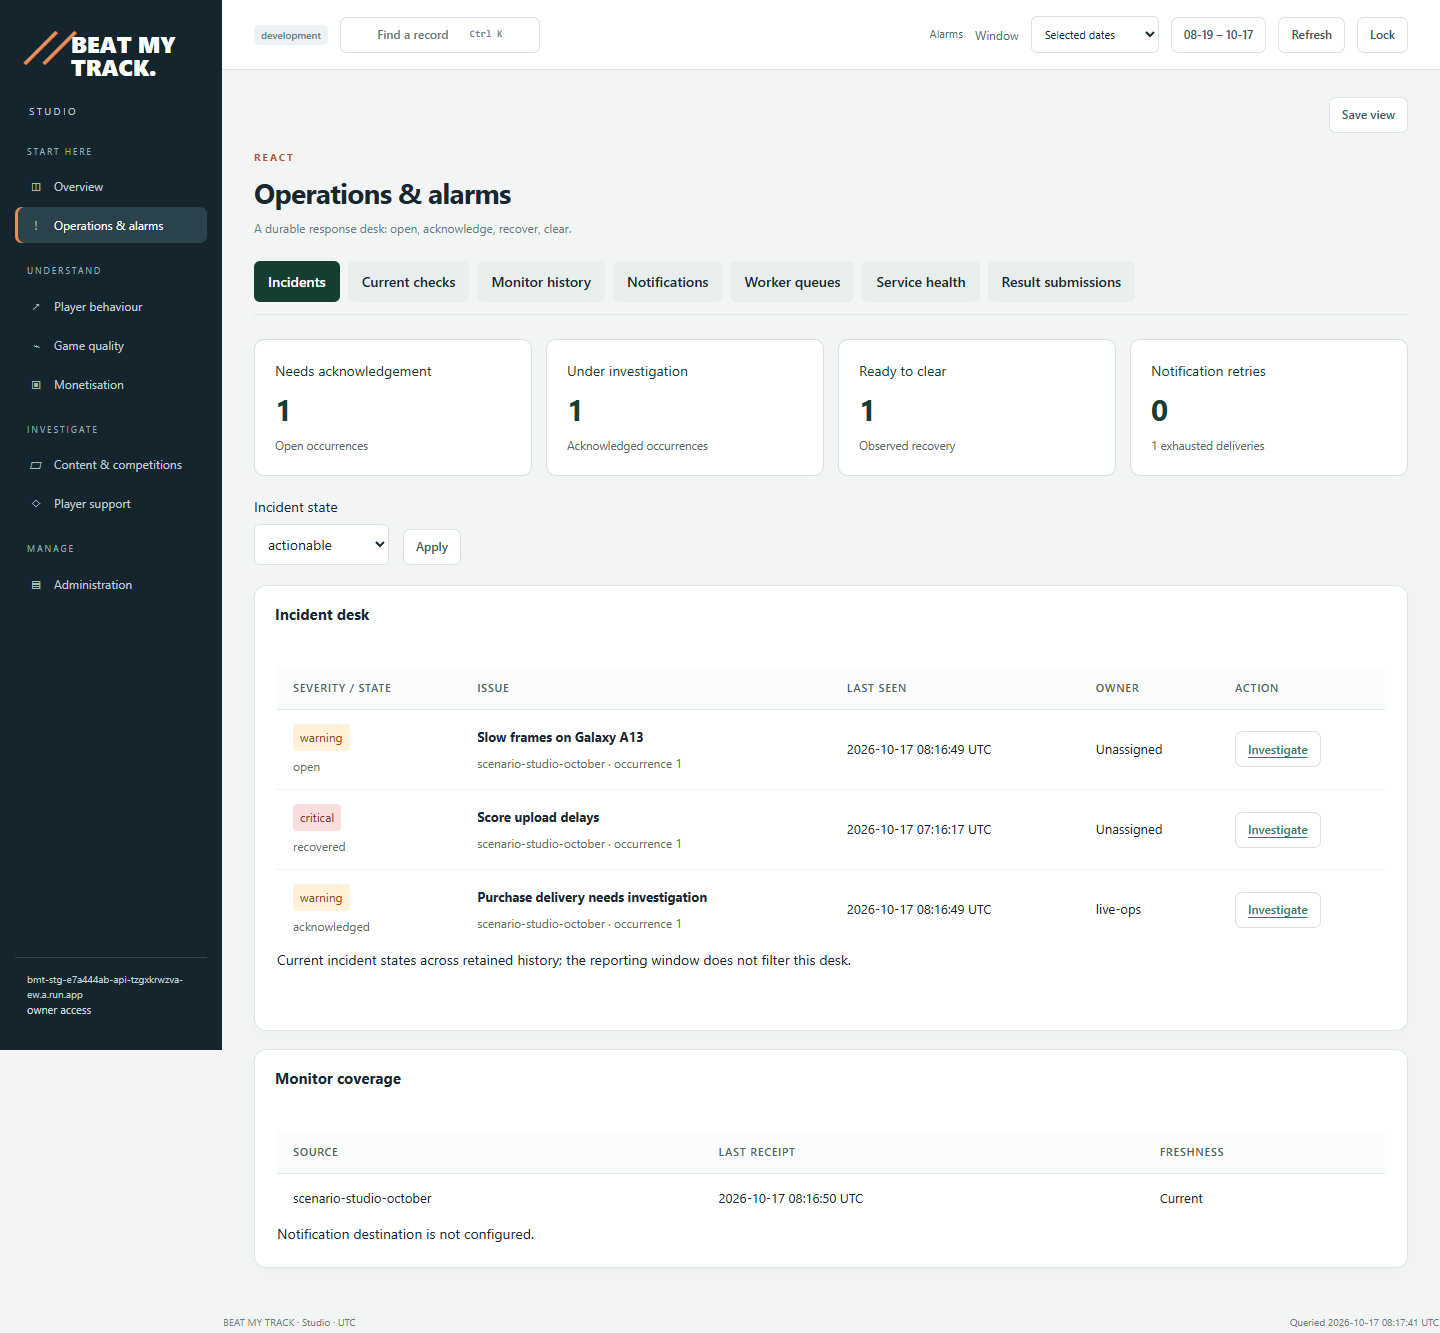 BEAT MY
TRACK.
STUDIO
START HERE
Overview
! Operations & alarms
UNDERSTAND
Player behaviour
Game quality
Monetisation
INVESTIGATE
Content & competitions
Player support
MANAGE
Administration
bmt-stg-e7a444ab-api-tzgxkrwzva-
ew.a.run.app
owner access
development
Find a record Ctrl K
Alarms Window Selected dates 08-19 – 10-17 Refresh Lock
Save view
REACT
Operations & alarms
A durable response desk: open, acknowledge, recover, clear.
Incidents Current checks Monitor history Notifications Worker queues Service health Result submissions
Needs acknowledgement
1
Open occurrences
Under investigation
1
Acknowledged occurrences
Ready to clear
1
Observed recovery
Notification retries
0
1 exhausted deliveries
Incident state
actionable Apply
Incident desk
SEVERITY / STATE ISSUE LAST SEEN OWNER ACTION
warning
open
Slow frames on Galaxy A13
scenario-studio-october · occurrence 1
2026-10-17 08:16:49 UTC Unassigned Investigate
critical
recovered
Score upload delays
scenario-studio-october · occurrence 1
2026-10-17 07:16:17 UTC Unassigned Investigate
warning
acknowledged
Purchase delivery needs investigation
scenario-studio-october · occurrence 1
2026-10-17 08:16:49 UTC live-ops Investigate
Current incident states across retained history; the reporting window does not filter this desk.
Monitor coverage
SOURCE LAST RECEIPT FRESHNESS
scenario-studio-october 2026-10-17 08:16:50 UTC Current
Notification destination is not configured.
BEAT MY TRACK · Studio · UTC
Queried 2026-10-17 08:17:41 UTC